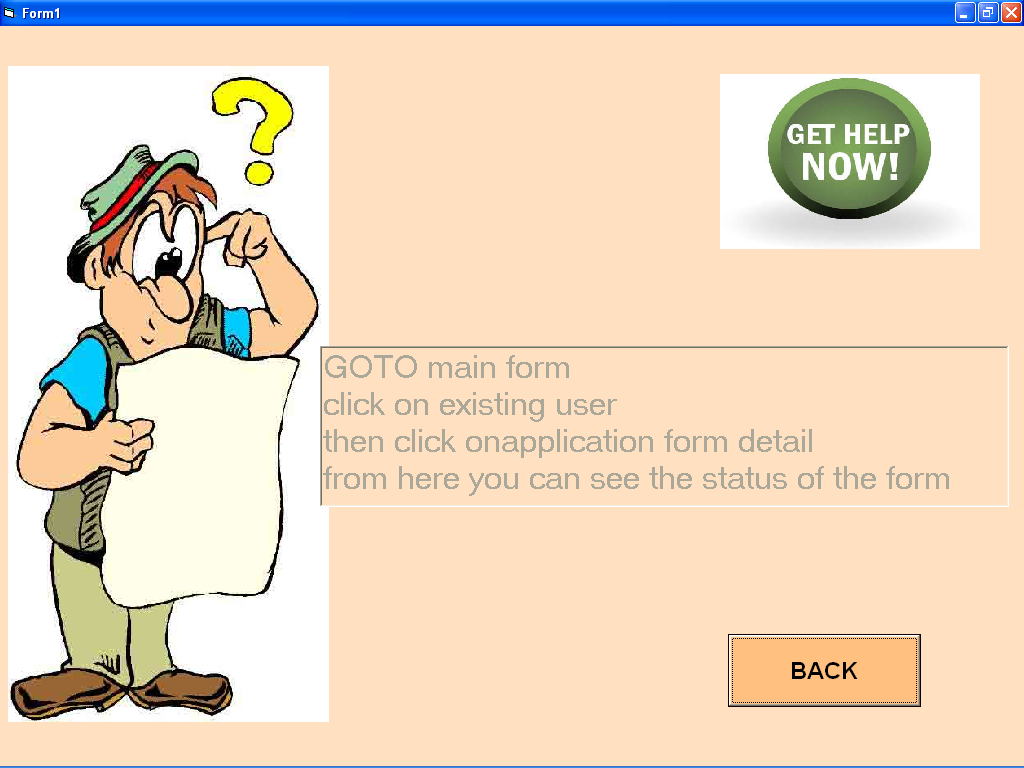 Form1
?
GET HELP
NOW!
GOTO main form
click on existing user
then click onapplication form detail
from here you can see the status of the form
BACK